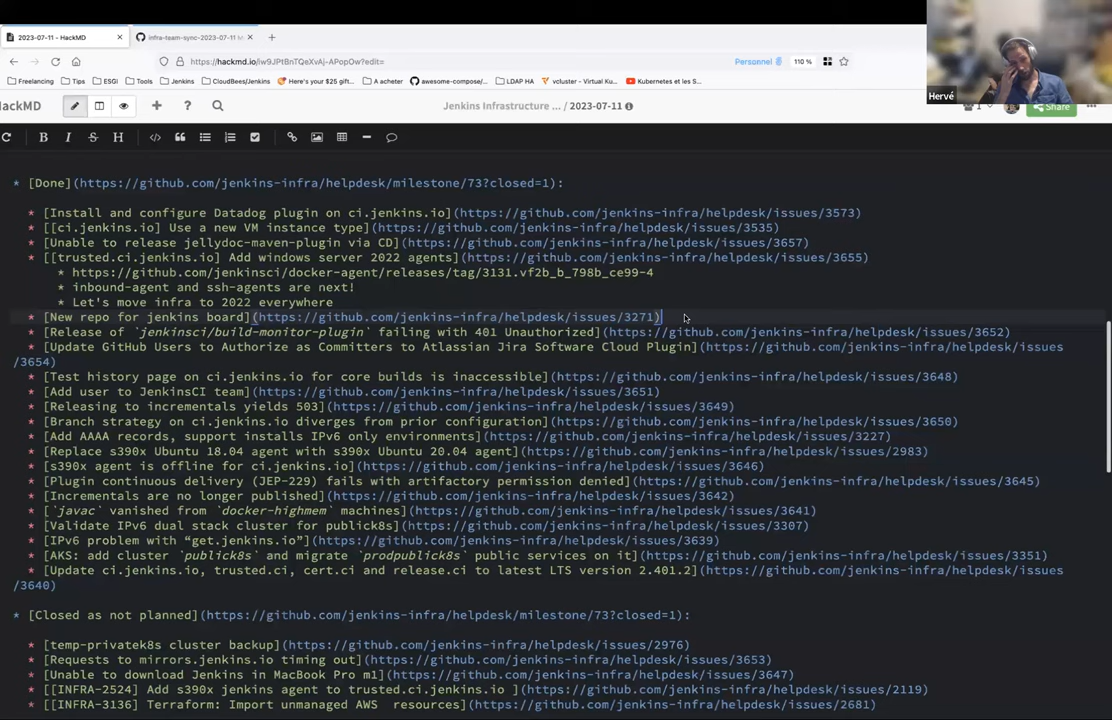 2023-07-11 - HackMD
infra-team-sync-2023-07-11 M
https://hackmd.io/iw9JPtBnTQeXvAj-APopOw?edit=
Personnel
110 %
Freelancing Tips ESGI Tools Jenkins CloudBees/Jenkins Here's your $25 gift... A acheter awesome-compose/... LDAP HA vcluster - Virtual Ku... Kubernetes et les S...
Hervé
HackMD
Jenkins Infrastructure ... / 2023-07-11
Share
* [Done](https://github.com/jenkins-infra/helpdesk/milestone/73?closed=1):
* [Install and configure Datadog plugin on ci.jenkins.io](https://github.com/jenkins-infra/helpdesk/issues/3573)
* [[ci.jenkins.io] Use a new VM instance type](https://github.com/jenkins-infra/helpdesk/issues/3535)
* [Unable to release jellydoc-maven-plugin via CD](https://github.com/jenkins-infra/helpdesk/issues/3657)
* [[trusted.ci.jenkins.io] Add windows server 2022 agents](https://github.com/jenkins-infra/helpdesk/issues/3655)
* https://github.com/jenkinsci/docker-agent/releases/tag/3131.vf2b_b_798b_ce99-4
* inbound-agent and ssh-agents are next!
* Let's move infra to 2022 everywhere
* [New repo for jenkins board](https://github.com/jenkins-infra/helpdesk/issues/3271)
* [Release of `jenkinsci/build-monitor-plugin` failing with 401 Unauthorized](https://github.com/jenkins-infra/helpdesk/issues/3652)
* [Update GitHub Users to Authorize as Committers to Atlassian Jira Software Cloud Plugin](https://github.com/jenkins-infra/helpdesk/issues
/3654)
* [Test history page on ci.jenkins.io for core builds is inaccessible](https://github.com/jenkins-infra/helpdesk/issues/3648)
* [Add user to JenkinsCI team](https://github.com/jenkins-infra/helpdesk/issues/3651)
* [Releasing to incrementals yields 503](https://github.com/jenkins-infra/helpdesk/issues/3649)
* [Branch strategy on ci.jenkins.io diverges from prior configuration](https://github.com/jenkins-infra/helpdesk/issues/3650)
* [Add AAAA records, support installs IPv6 only environments](https://github.com/jenkins-infra/helpdesk/issues/3227)
* [Replace s390x Ubuntu 18.04 agent with s390x Ubuntu 20.04 agent](https://github.com/jenkins-infra/helpdesk/issues/2983)
* [s390x agent is offline for ci.jenkins.io](https://github.com/jenkins-infra/helpdesk/issues/3646)
* [Plugin continuous delivery (JEP-229) fails with artifactory permission denied](https://github.com/jenkins-infra/helpdesk/issues/3645)
* [Incrementals are no longer published](https://github.com/jenkins-infra/helpdesk/issues/3642)
* [`javac` vanished from `docker-highmem` machines](https://github.com/jenkins-infra/helpdesk/issues/3641)
* [Validate IPv6 dual stack cluster for publick8s](https://github.com/jenkins-infra/helpdesk/issues/3307)
* [IPv6 problem with “get.jenkins.io”](https://github.com/jenkins-infra/helpdesk/issues/3639)
* [AKS: add cluster `publick8s` and migrate `prodpublick8s` public services on it](https://github.com/jenkins-infra/helpdesk/issues/3351)
* [Update ci.jenkins.io, trusted.ci, cert.ci and release.ci to latest LTS version 2.401.2](https://github.com/jenkins-infra/helpdesk/issues
/3640)
* [Closed as not planned](https://github.com/jenkins-infra/helpdesk/milestone/73?closed=1):
* [temp-privatek8s cluster backup](https://github.com/jenkins-infra/helpdesk/issues/2976)
* [Requests to mirrors.jenkins.io timing out](https://github.com/jenkins-infra/helpdesk/issues/3653)
* [Unable to download Jenkins in MacBook Pro m1](https://github.com/jenkins-infra/helpdesk/issues/3647)
* [[INFRA-2524] Add s390x jenkins agent to trusted.ci.jenkins.io ](https://github.com/jenkins-infra/helpdesk/issues/2119)
* [[INFRA-3136] Terraform: Import unmanaged AWS  resources](https://github.com/jenkins-infra/helpdesk/issues/2681)